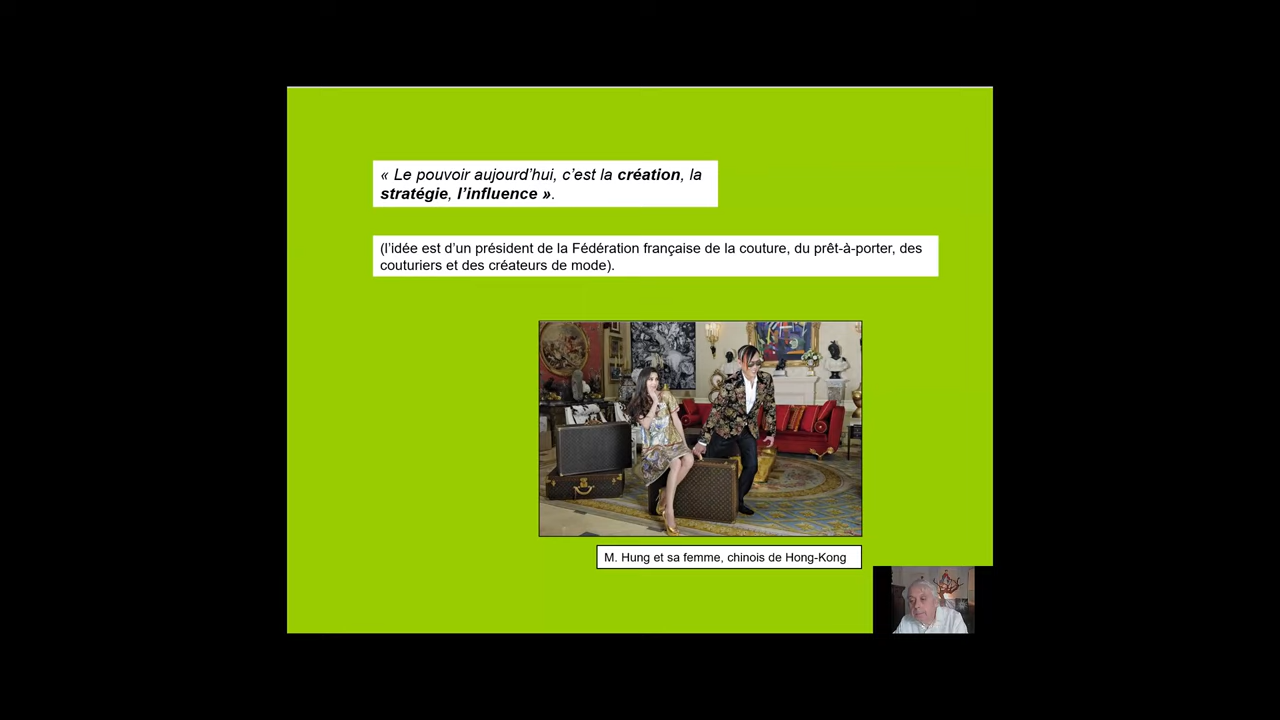 « Le pouvoir aujourd’hui, c’est la création, la
stratégie, l’influence ».
(l’idée est d’un président de la Fédération française de la couture, du prêt-à-porter, des
couturiers et des créateurs de mode).
M. Hung et sa femme, chinois de Hong-Kong